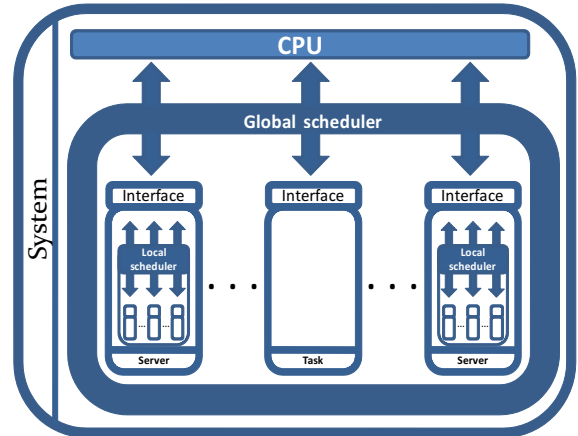 System
CPU
Global scheduler
Interface
Interface
Interface
Local
scheduler
. . .
. . .
Local
scheduler
... ...
... ...
Server
Task
Server